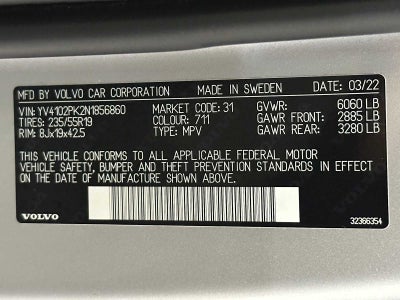 MFD BY VOLVO CAR CORPORATION MADE IN SWEDEN DATE 03/22
VIN: YV4102PK2N1856860 MARKET CODE: 31 GVWR: 6060 LB
TIRES: 235/55R19 COLOUR: 711 GAWR FRONT: 2885 LB
RIM: 8Jx19x42.5 TYPE: MPV GAWR REAR: 3280 LB
THIS VEHICLE CONFORMS TO ALL APPLICABLE FEDERAL MOTOR
VEHICLE SAFETY, BUMPER AND THEFT PREVENTION STANDARDS IN EFFECT
ON THE DATE OF MANUFACTURE SHOWN ABOVE.
VOLVO 32366354